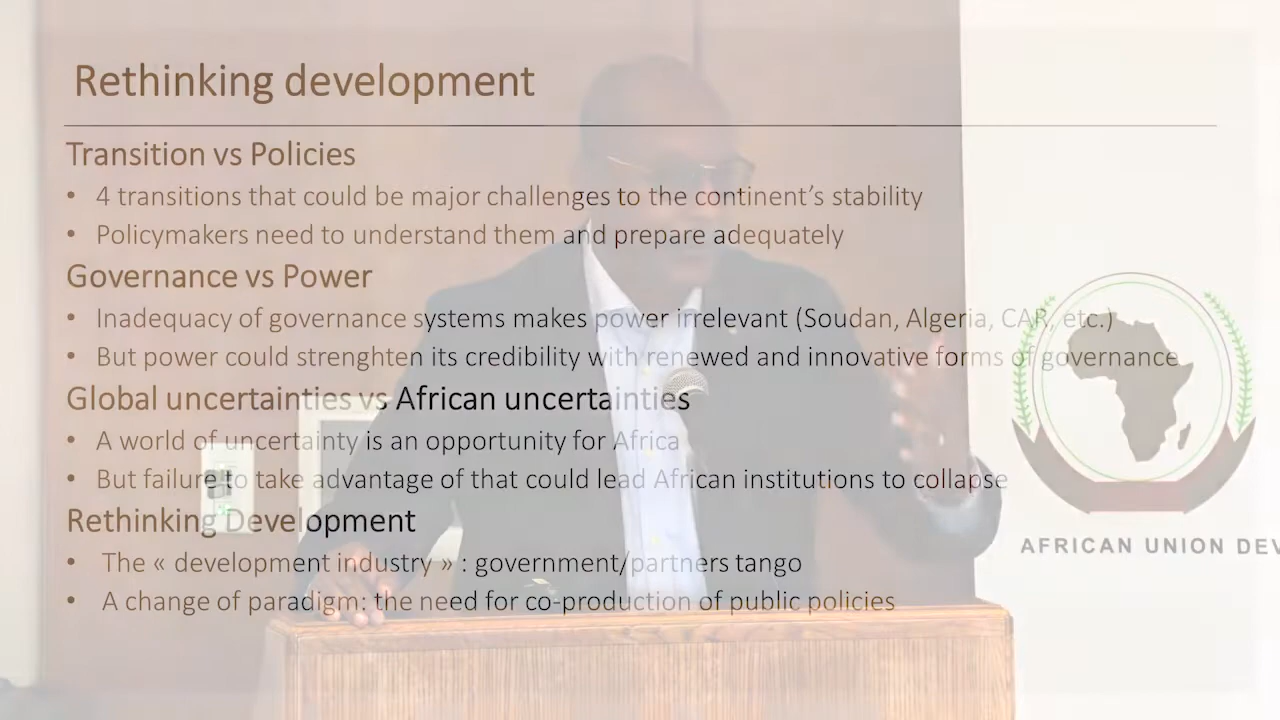 Rethinking development
Transition vs Policies
• 4 transitions that could be major challenges to the continent’s stability
• Policymakers need to understand them and prepare adequately
Governance vs Power
• Inadequacy of governance systems makes power irrelevant (Soudan, Algeria, CAR, etc.)
• But power could strenghten its credibility with renewed and innovative forms of governance
Global uncertainties vs African uncertainties
• A world of uncertainty is an opportunity for Africa
• But failure to take advantage of that could lead African institutions to collapse
Rethinking Development
• The « development industry » : government/partners tango
• A change of paradigm: the need for co-production of public policies
AFRICAN UNION DEV